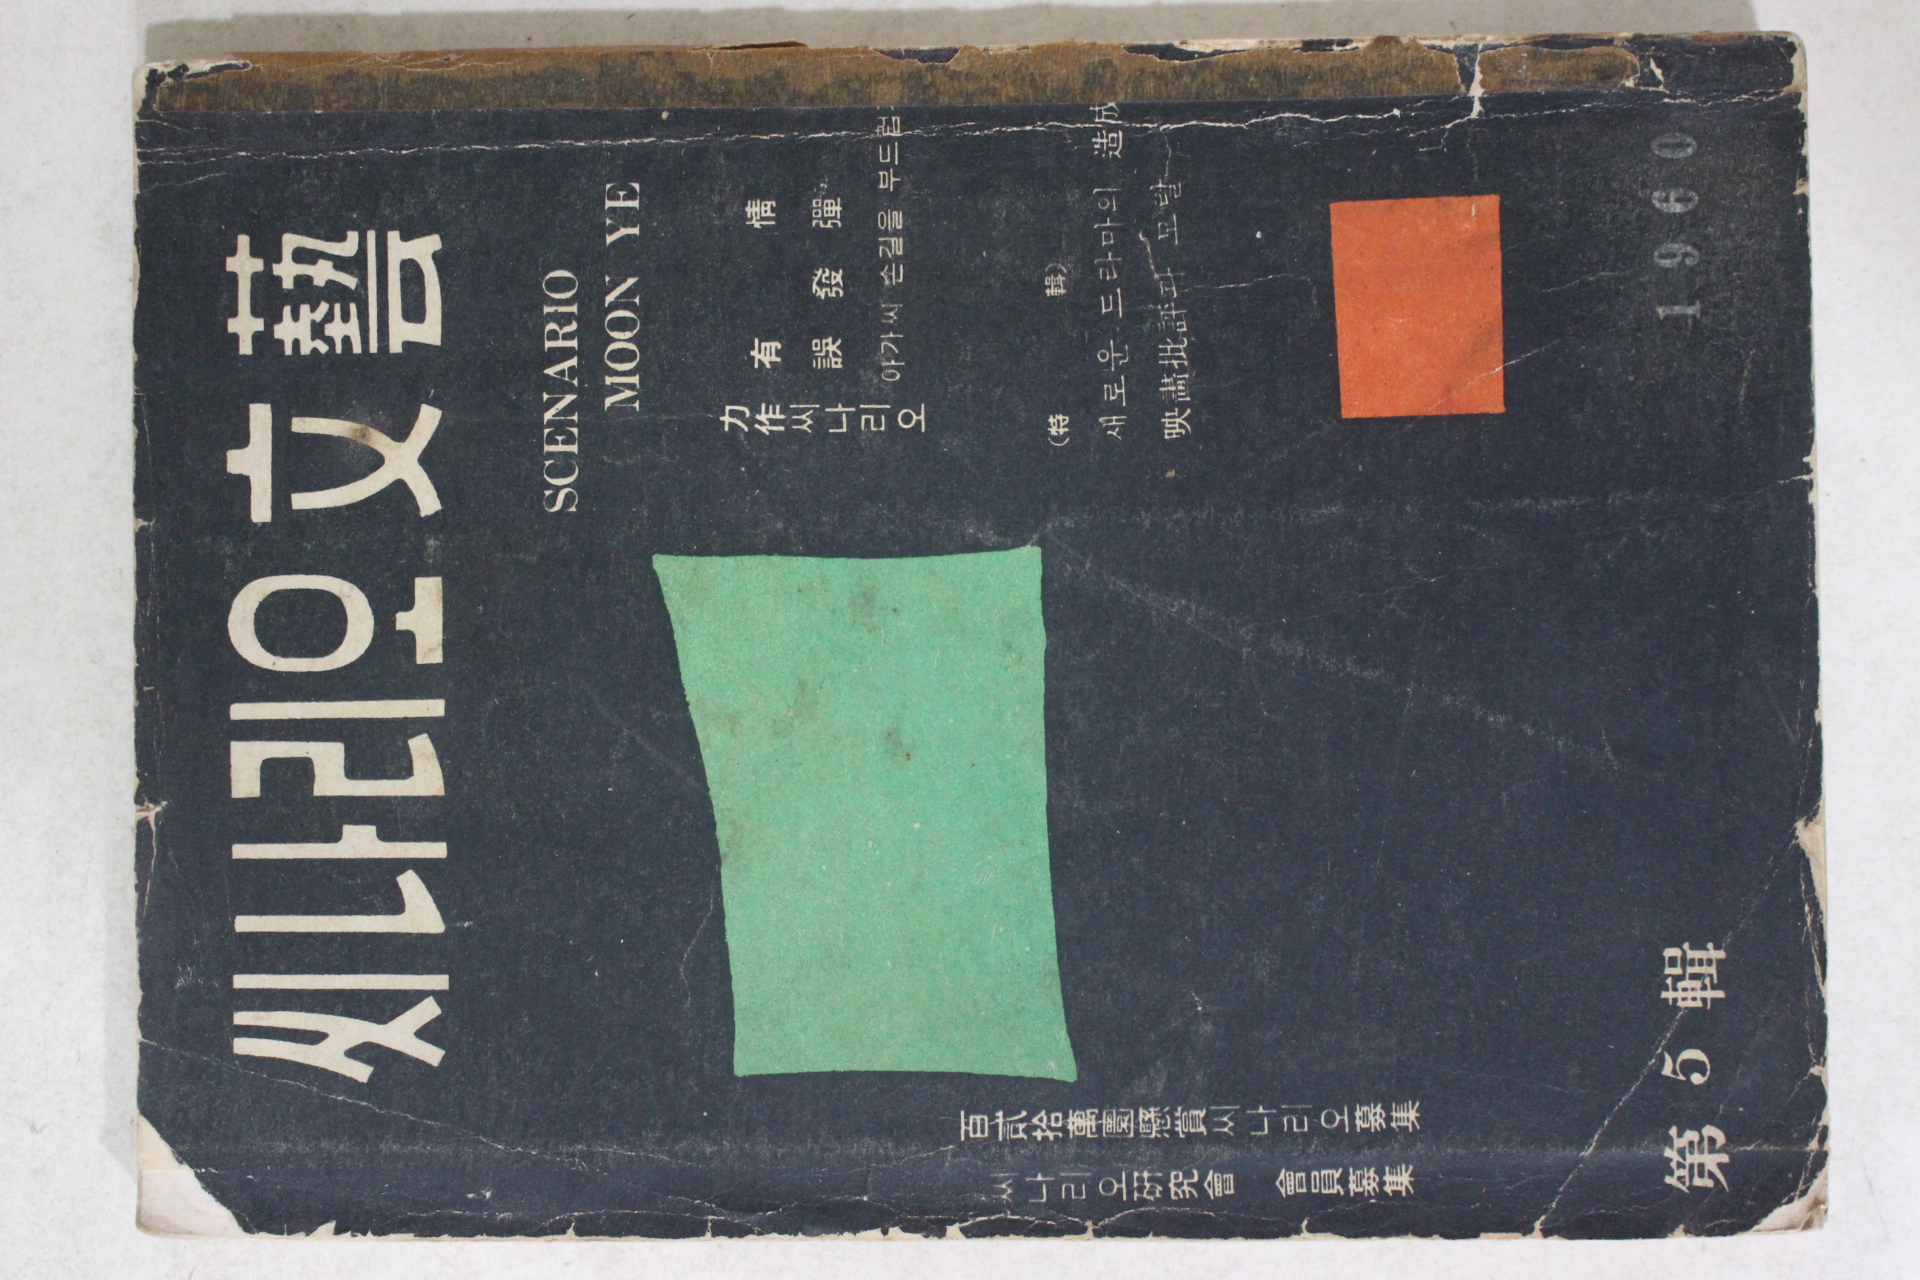 씨나리오文藝
SCENARIO
MOON YE
力作씨나리오
有情
誤發彈
아가씨 손길을 부드럽
(特輯)
새로운 드라마의 造成
映畵批評과 모랄
百貳拾萬圜懸賞씨나리오募集
씨나리오硏究會 會員募集
第5輯
1960